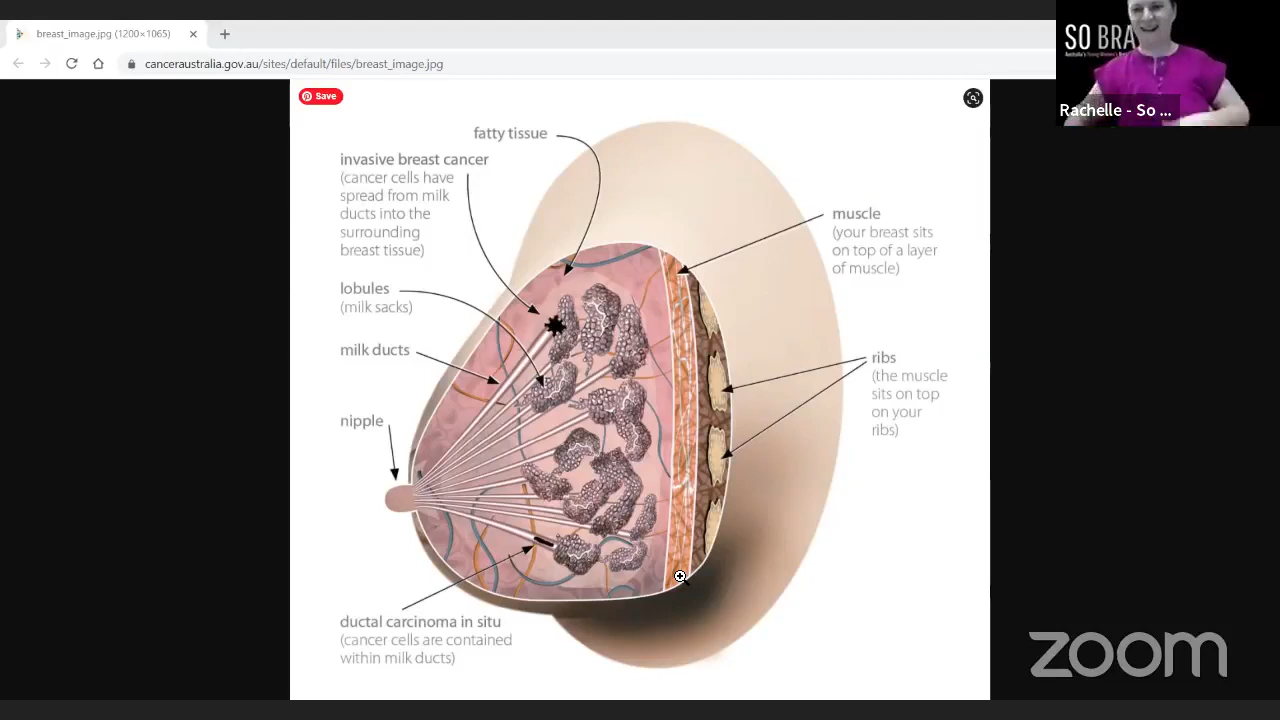 breast_image.jpg (1200×1065)
canceraustralia.gov.au/sites/default/files/breast_image.jpg
Save
SO BRA
Rachelle - So ...
fatty tissue
invasive breast cancer
(cancer cells have
spread from milk
ducts into the
surrounding
breast tissue)
muscle
(your breast sits
on top of a layer
of muscle)
lobules
(milk sacks)
milk ducts
ribs
(the muscle
sits on top
on your
ribs)
nipple
ductal carcinoma in situ
(cancer cells are contained
within milk ducts)
zoom